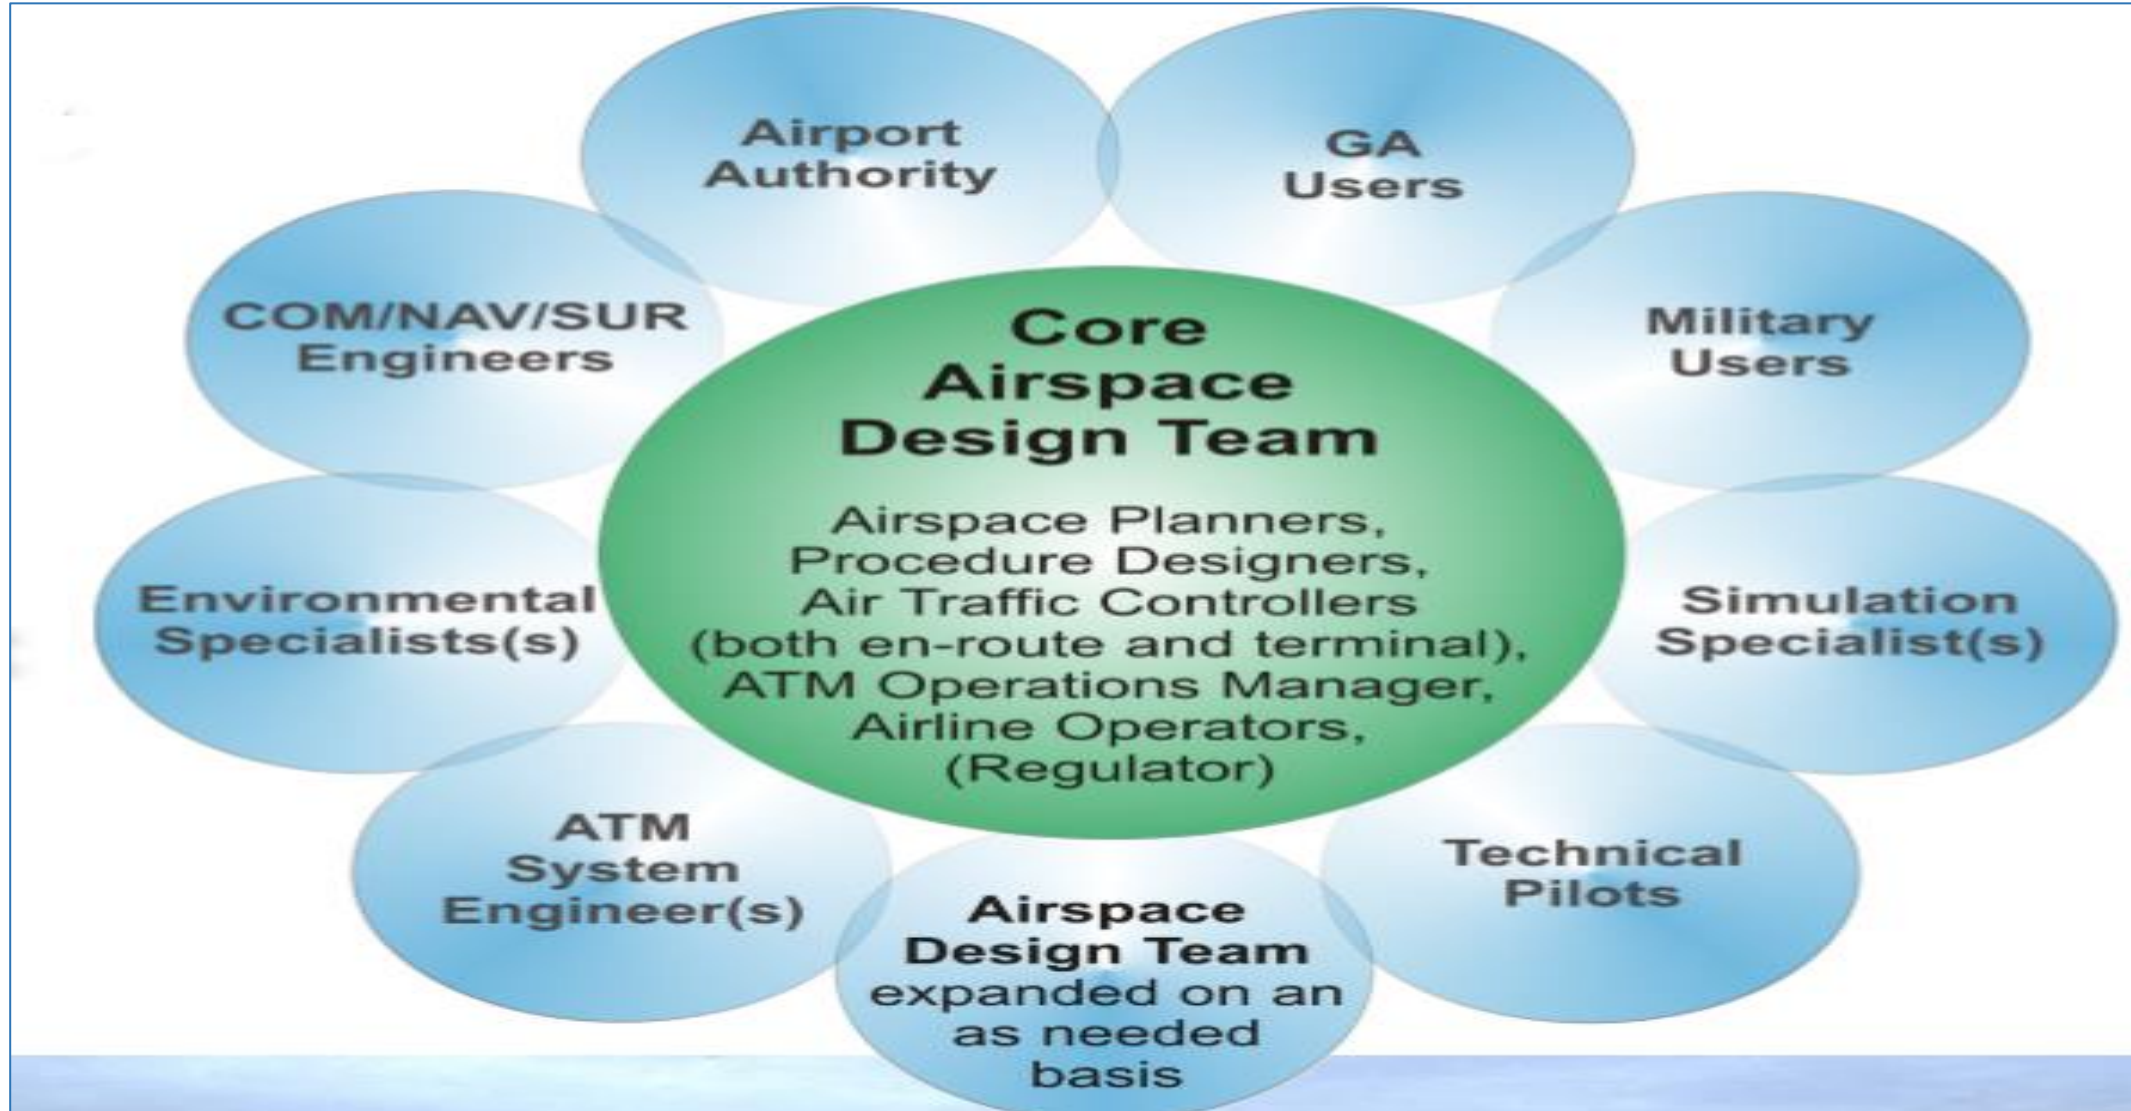 Airport
Authority
GA
Users
COM/NAV/SUR
Engineers
Military
Users
Core
Airspace
Design Team
Airspace Planners,
Procedure Designers,
Air Traffic Controllers
(both en-route and terminal),
ATM Operations Manager,
Airline Operators,
(Regulator)
Environmental
Specialists(s)
Simulation
Specialist(s)
ATM
System
Engineer(s)
Technical
Pilots
Airspace
Design Team
expanded on an
as needed
basis